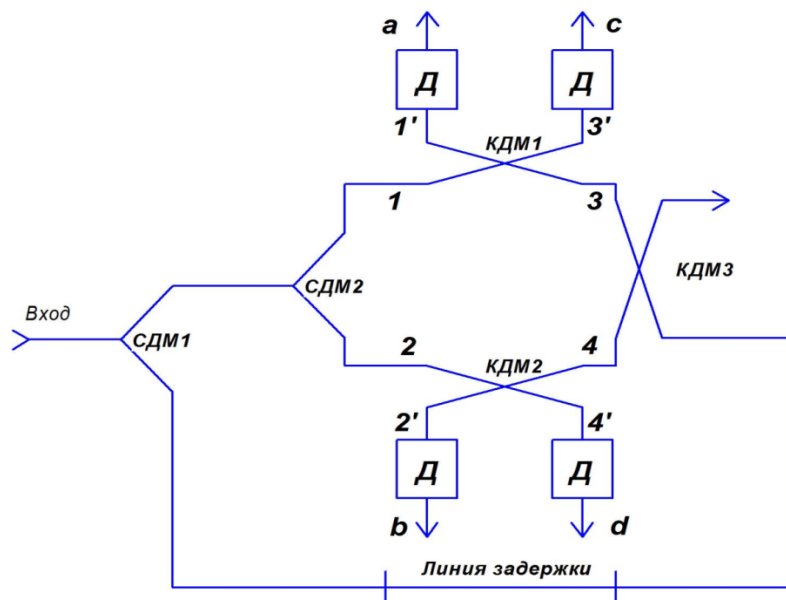 a
c
Д
Д
1'
3'
КДМ1
1
3
КДМ3
СДМ2
Вход
СДМ1
2
4
КДМ2
2'
4'
Д
Д
b
d
Линия задержки